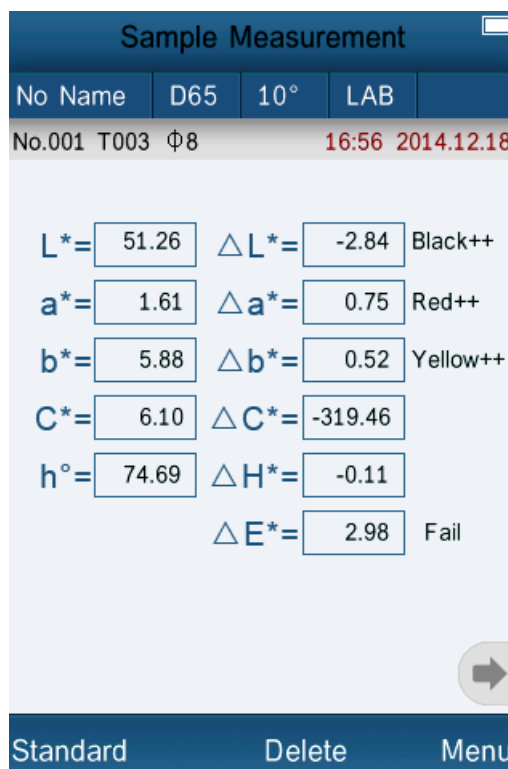 Sample Measurement
No Name D65 10° LAB
No.001 T003 Φ8 16:56 2014.12.18
L*= 51.26 △L*= -2.84 Black++
a*= 1.61 △a*= 0.75 Red++
b*= 5.88 △b*= 0.52 Yellow++
C*= 6.10 △C*= -319.46
h°= 74.69 △H*= -0.11
△E*= 2.98 Fail
Standard Delete Menu